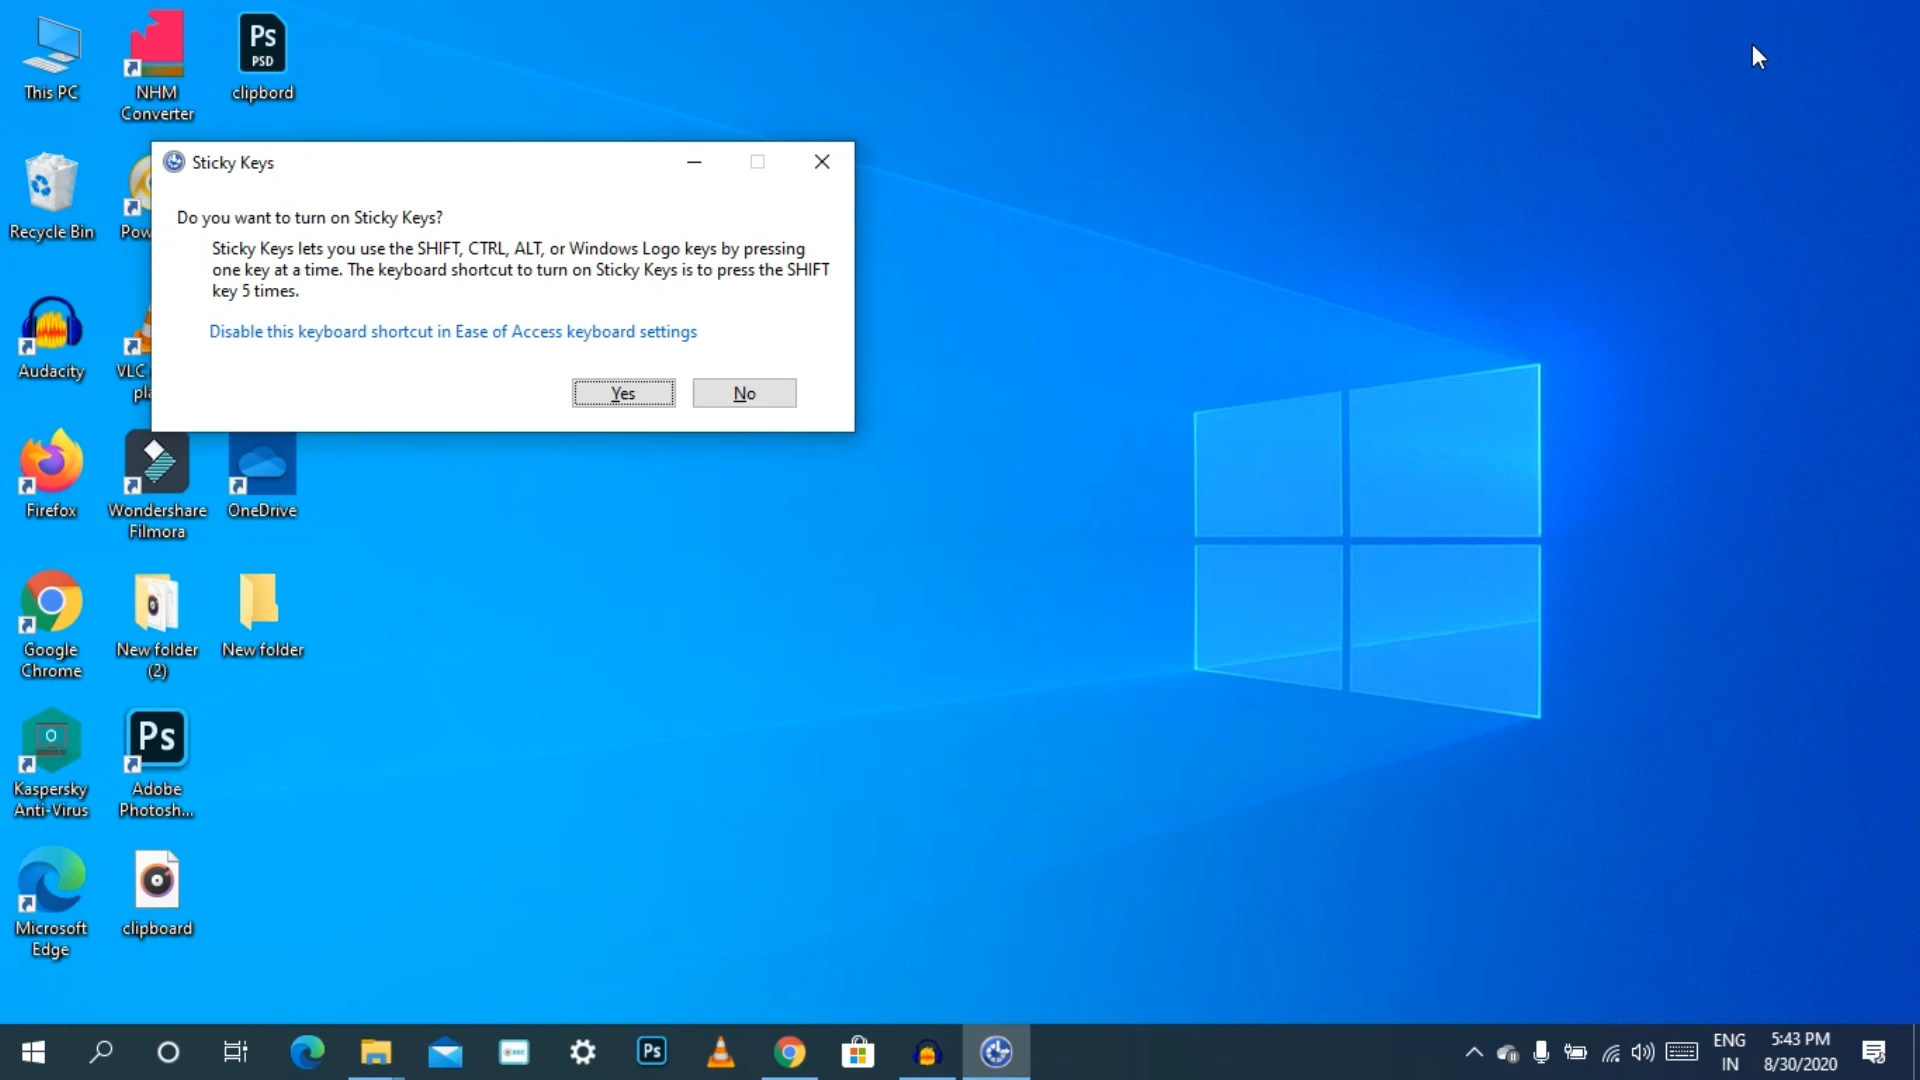 This PC
NHM
Converter
Ps
PSD
clipbord
Sticky Keys
Do you want to turn on Sticky Keys?
Sticky Keys lets you use the SHIFT, CTRL, ALT, or Windows Logo keys by pressing
one key at a time. The keyboard shortcut to turn on Sticky Keys is to press the SHIFT
key 5 times.
Disable this keyboard shortcut in Ease of Access keyboard settings
Yes
No
Recycle Bin
Pow
Audacity
VLC
pla
Firefox
Wondershare
Filmora
OneDrive
Google
Chrome
New folder
(2)
New folder
Kaspersky
Anti-Virus
Ps
Adobe
Photosh...
Microsoft
Edge
clipboard
Ps
ENG
IN
5:43 PM
8/30/2020